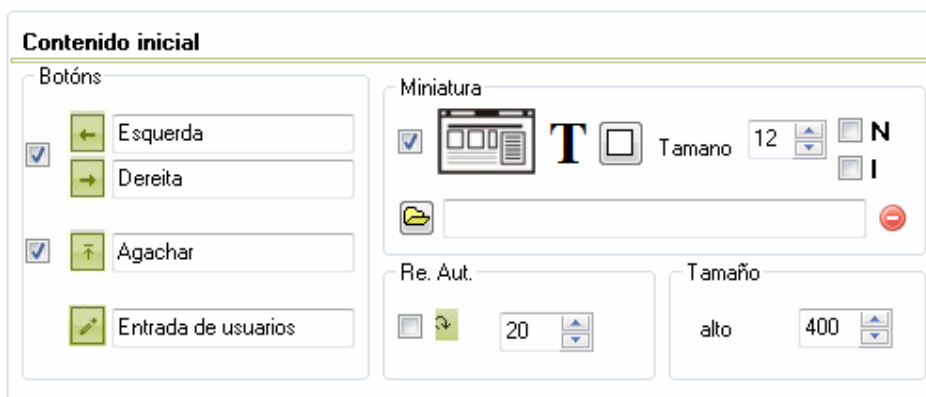 Contenido inicial
Botóns
Esquerda
Dereita
Agachar
Entrada de usuarios
Miniatura
T
Tamano 12
N
I
Re. Aut.
20
Tamaño
alto 400